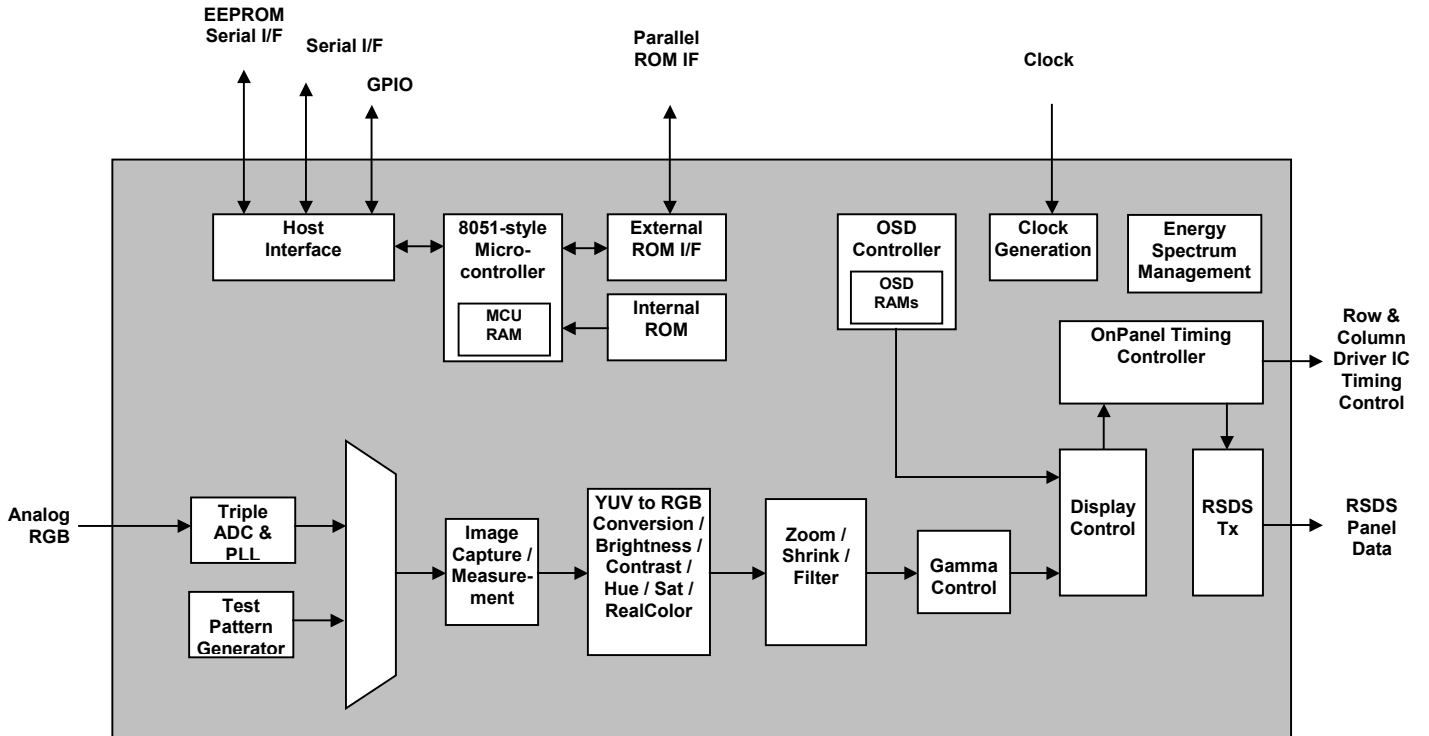 EEPROM
Serial I/F
Serial I/F
GPIO
Parallel
ROM IF
Clock
Host
Interface
8051-style
Micro-
controller
MCU
RAM
External
ROM I/F
Internal
ROM
OSD
Controller
OSD
RAMs
Clock
Generation
Energy
Spectrum
Management
OnPanel Timing
Controller
Row &
Column
Driver IC
Timing
Control
Analog
RGB
Triple
ADC &
PLL
Test
Pattern
Generator
Image
Capture /
Measure-
ment
YUV to RGB
Conversion /
Brightness /
Contrast /
Hue / Sat /
RealColor
Zoom /
Shrink /
Filter
Gamma
Control
Display
Control
RSDS
Tx
RSDS
Panel
Data